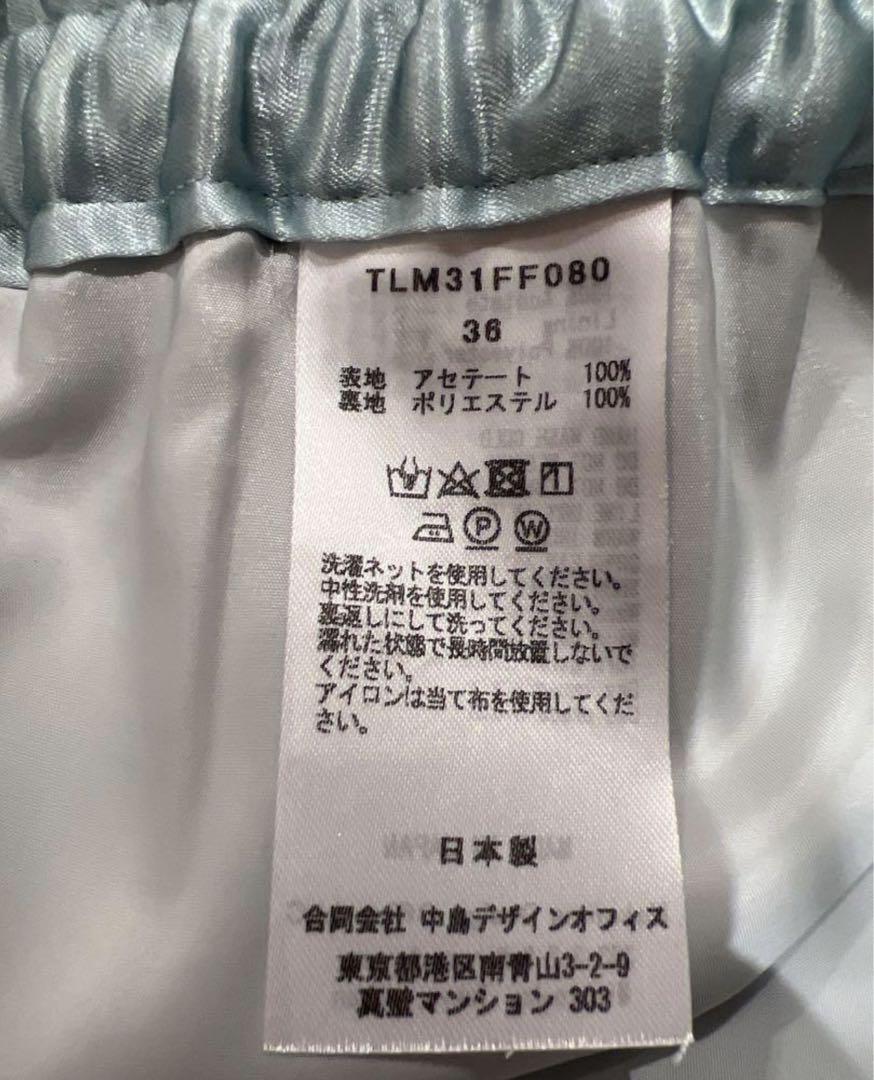 TLM31FF080
36
表地 アセテート 100%
裏地 ポリエステル 100%
P W
洗濯ネットを使用してください。
中性洗剤を使用してください。
裏返しにして洗ってください。
濡れた状態で長時間放置しないで
ください。
アイロンは当て布を使用してくだ
さい。
日本製
合同会社 中島デザインオフィス
東京都港区南青山3-2-9
マンション 303